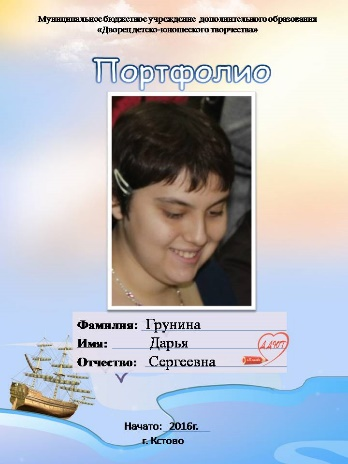 Муниципальное бюджетное учреждение дополнительного образования
«Дворец детско-юношеского творчества»
Портфолио
Фамилия: Грунина
Имя: Дарья
ДДЮТ
Отчество: Сергеевна
Начато: 2016г.
г. Кстово